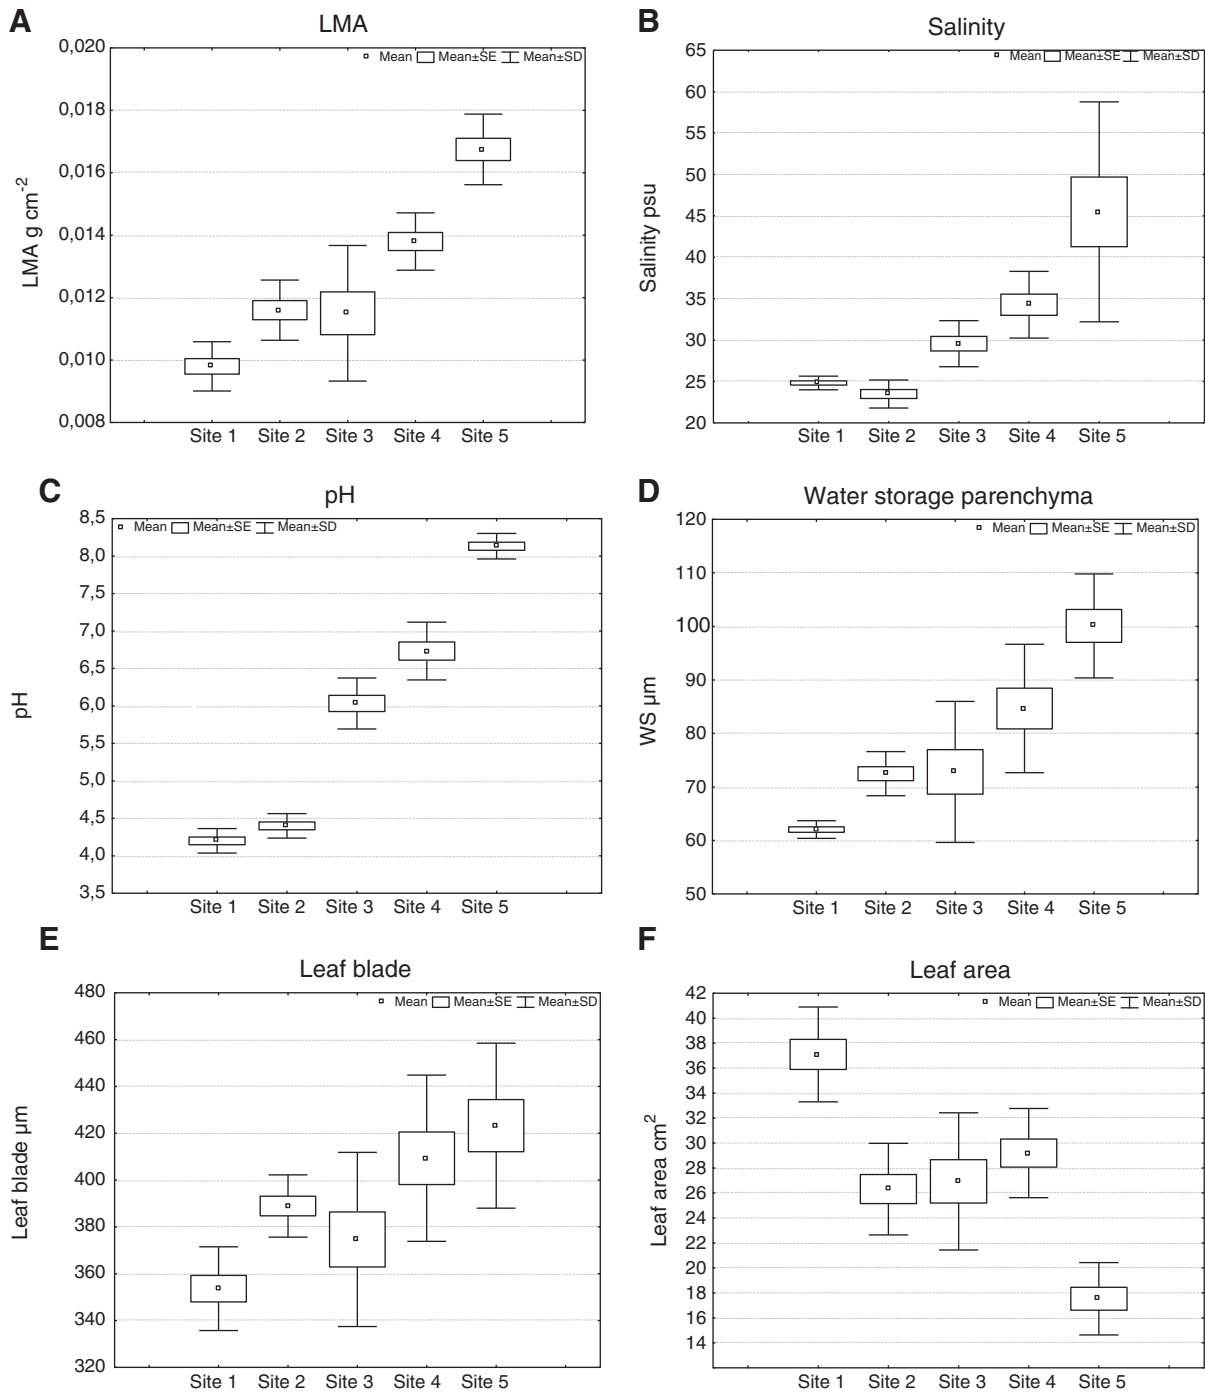 A
LMA
0,020
0,018
0,016
0,014
0,012
0,010
0,008
LMA g cm-2
Mean Mean±SE Mean±SD
Site 1 Site 2 Site 3 Site 4 Site 5
B
Salinity
65
60
55
50
45
40
35
30
25
20
Salinity psu
Mean Mean±SE Mean±SD
Site 1 Site 2 Site 3 Site 4 Site 5
C
pH
8,5
8,0
7,5
7,0
6,5
6,0
5,5
5,0
4,5
4,0
3,5
pH
Mean Mean±SE Mean±SD
Site 1 Site 2 Site 3 Site 4 Site 5
D
Water storage parenchyma
120
110
100
90
80
70
60
50
WS µm
Mean Mean±SE Mean±SD
Site 1 Site 2 Site 3 Site 4 Site 5
E
Leaf blade
480
460
440
420
400
380
360
340
320
Leaf blade µm
Mean Mean±SE Mean±SD
Site 1 Site 2 Site 3 Site 4 Site 5
F
Leaf area
42
40
38
36
34
32
30
28
26
24
22
20
18
16
14
Leaf area cm2
Mean Mean±SE Mean±SD
Site 1 Site 2 Site 3 Site 4 Site 5